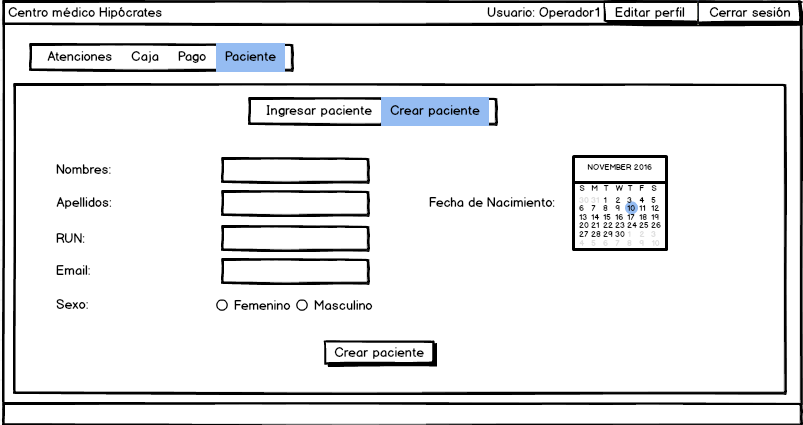 Centro médico Hipócrates Usuario: Operador1 Editar perfil Cerrar sesión
Atenciones Caja Pago Paciente
Ingresar paciente Crear paciente
Nombres:
Apellidos:
RUN:
Email:
Sexo: Femenino Masculino
Fecha de Nacimiento:
NOVEMBER 2016
S M T W T F S
30 31 1 2 3 4 5
6 7 8 9 10 11 12
13 14 15 16 17 18 19
20 21 22 23 24 25 26
27 28 29 30 1 2 3
4 5 6 7 8 9 10
Crear paciente